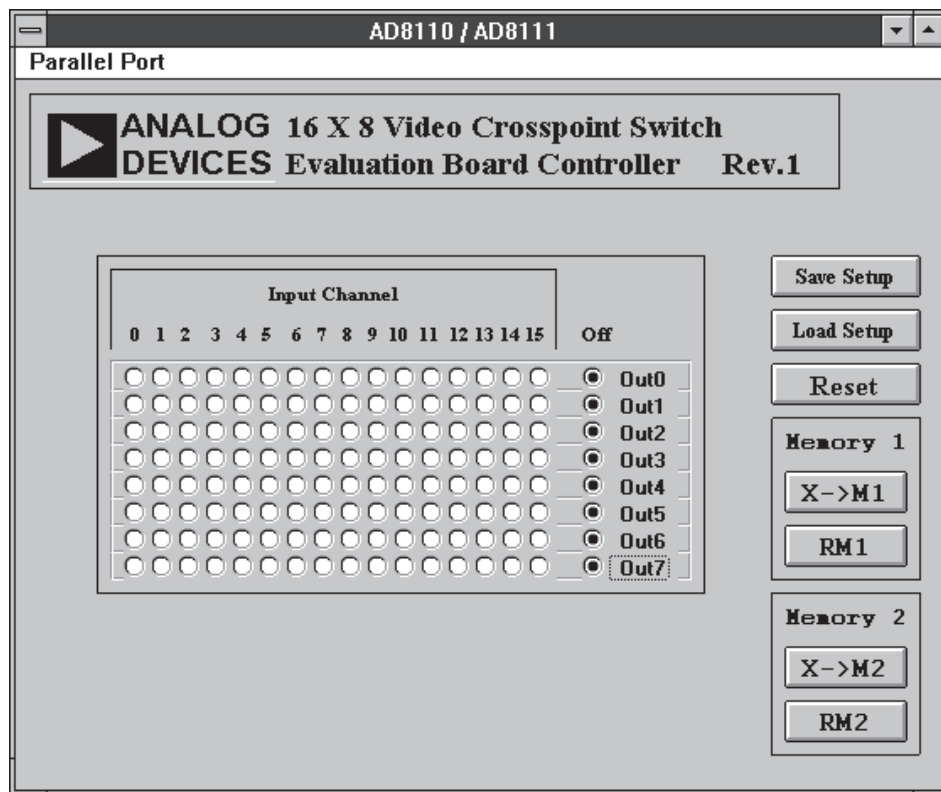 AD8110 / AD8111
Parallel Port
ANALOG DEVICES
16 X 8 Video Crosspoint Switch
Evaluation Board Controller Rev.1
Input Channel
0 1 2 3 4 5 6 7 8 9 10 11 12 13 14 15 Off
Out0
Out1
Out2
Out3
Out4
Out5
Out6
Out7
Save Setup
Load Setup
Reset
Memory 1
X->M1
RM1
Memory 2
X->M2
RM2